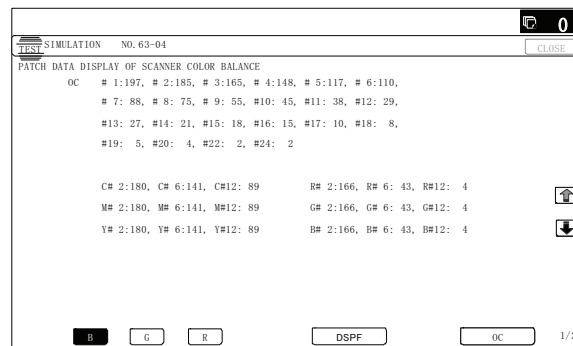 0
TEST SIMULATION NO.63-04
CLOSE
PATCH DATA DISPLAY OF SCANNER COLOR BALANCE
OC # 1:197, # 2:185, # 3:165, # 4:148, # 5:117, # 6:110,
# 7: 88, # 8: 75, # 9: 55, #10: 45, #11: 38, #12: 29,
#13: 27, #14: 21, #15: 18, #16: 15, #17: 10, #18: 8,
#19: 5, #20: 4, #22: 2, #24: 2
C# 2:180, C# 6:141, C#12: 89 R# 2:166, R# 6: 43, R#12: 4
M# 2:180, M# 6:141, M#12: 89 G# 2:166, G# 6: 43, G#12: 4
Y# 2:180, Y# 6:141, Y#12: 89 B# 2:166, B# 6: 43, B#12: 4
B G R DSPF OC 1/2